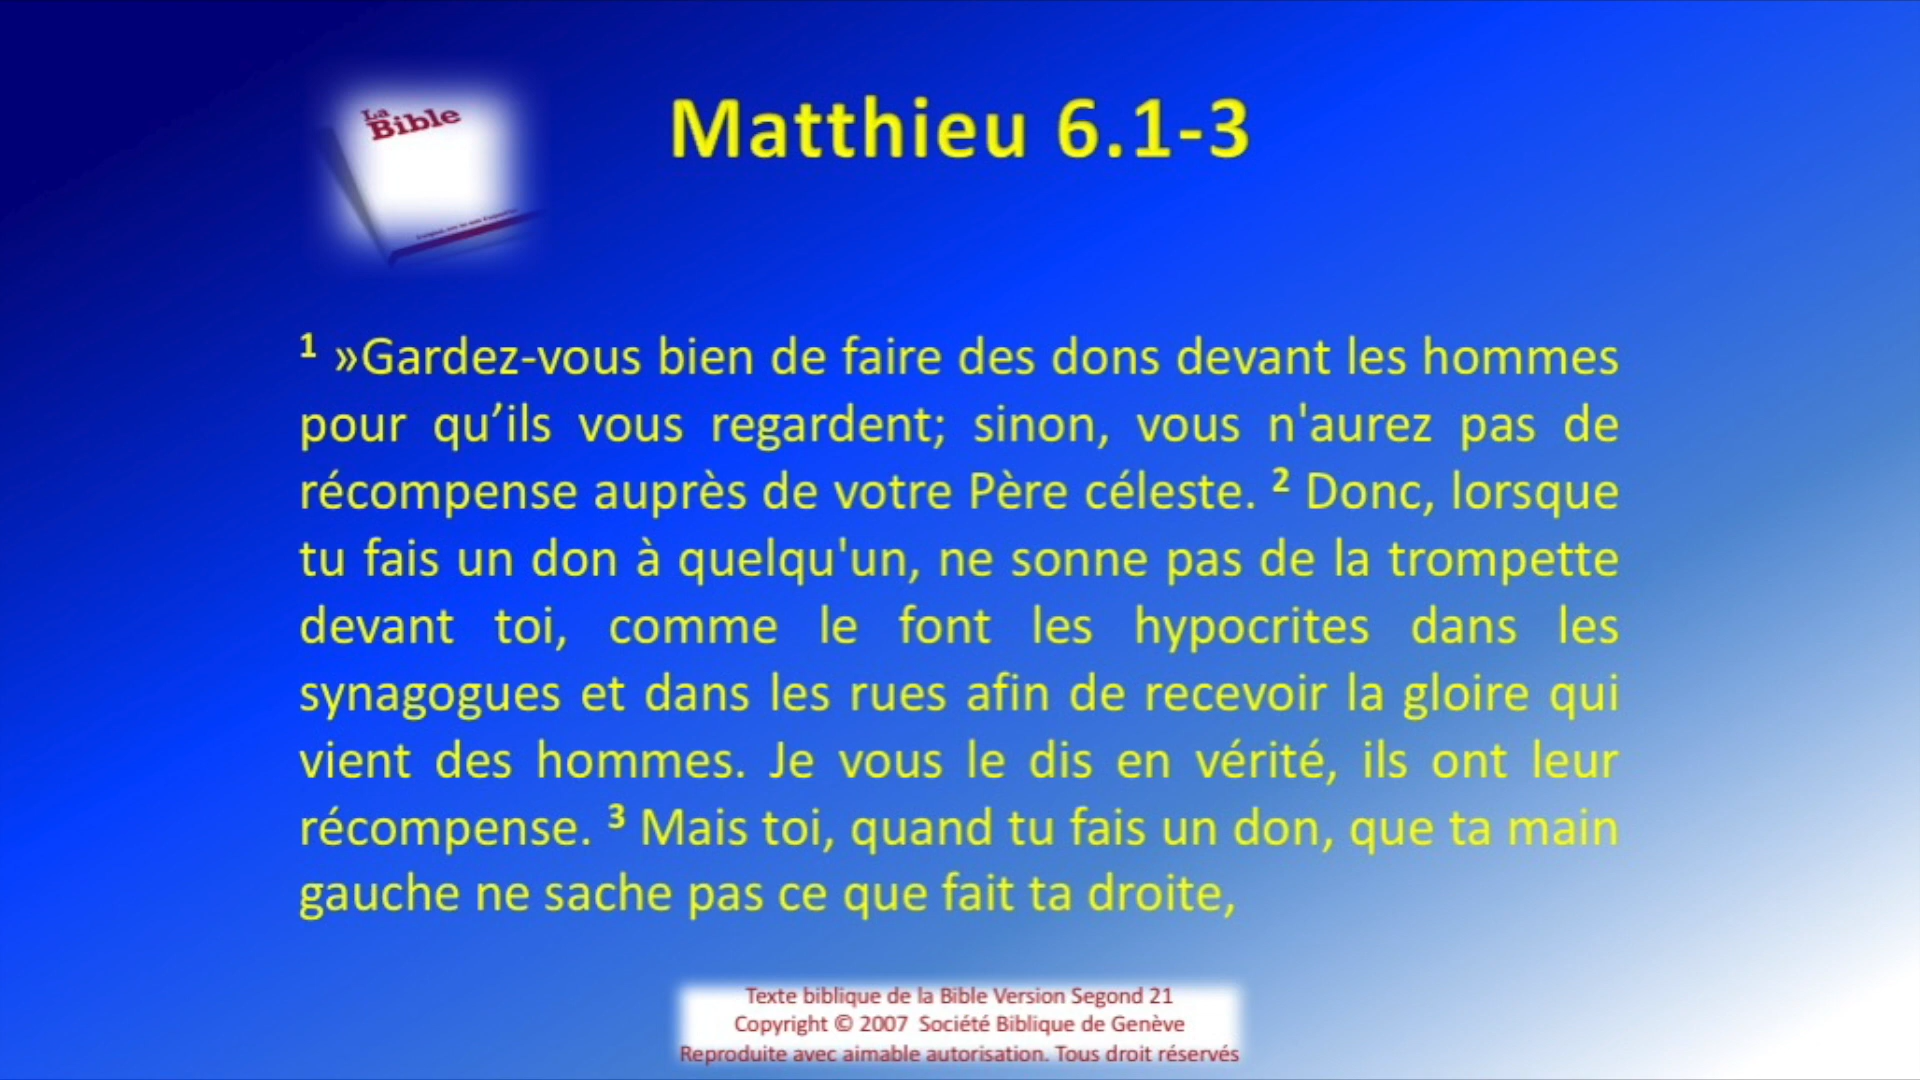 La
Bible
Matthieu 6.1-3
¹ »Gardez-vous bien de faire des dons devant les hommes
pour qu’ils vous regardent; sinon, vous n'aurez pas de
récompense auprès de votre Père céleste. ² Donc, lorsque
tu fais un don à quelqu'un, ne sonne pas de la trompette
devant toi, comme le font les hypocrites dans les
synagogues et dans les rues afin de recevoir la gloire qui
vient des hommes. Je vous le dis en vérité, ils ont leur
récompense. ³ Mais toi, quand tu fais un don, que ta main
gauche ne sache pas ce que fait ta droite,
Texte biblique de la Bible Version Segond 21
Copyright © 2007 Société Biblique de Genève
Reproduite avec aimable autorisation. Tous droit réservés